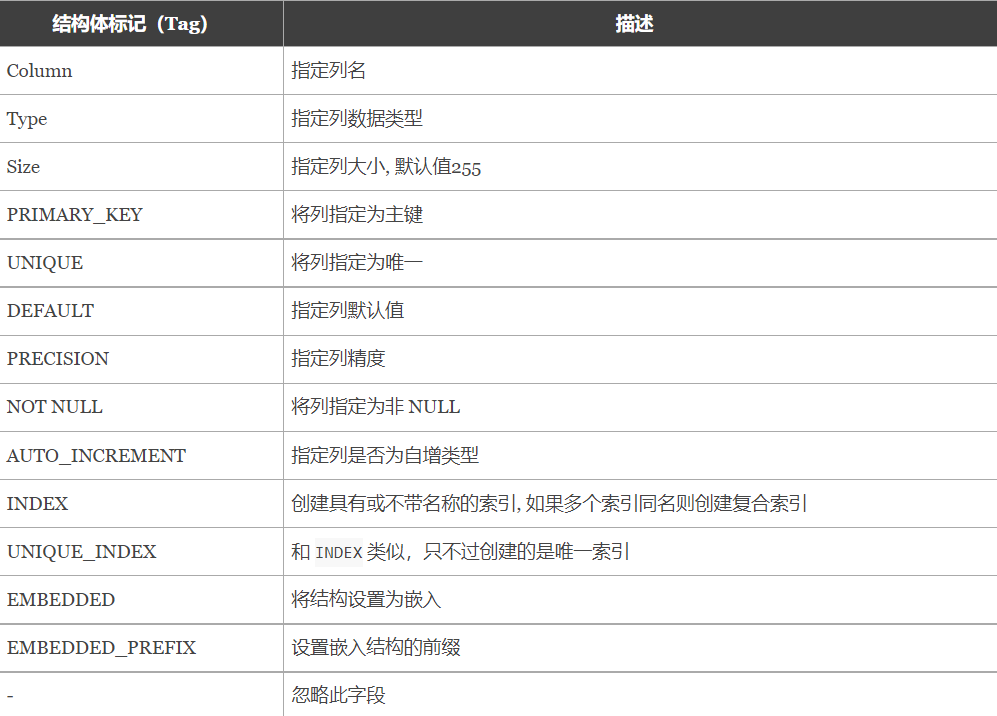 结构体标记（Tag） 描述
Column 指定列名
Type 指定列数据类型
Size 指定列大小, 默认值255
PRIMARY_KEY 将列指定为主键
UNIQUE 将列指定为唯一
DEFAULT 指定列默认值
PRECISION 指定列精度
NOT NULL 将列指定为非 NULL
AUTO_INCREMENT 指定列是否为自增类型
INDEX 创建具有或不带名称的索引, 如果多个索引同名则创建复合索引
UNIQUE_INDEX 和 INDEX 类似，只不过创建的是唯一索引
EMBEDDED 将结构设置为嵌入
EMBEDDED_PREFIX 设置嵌入结构的前缀
- 忽略此字段